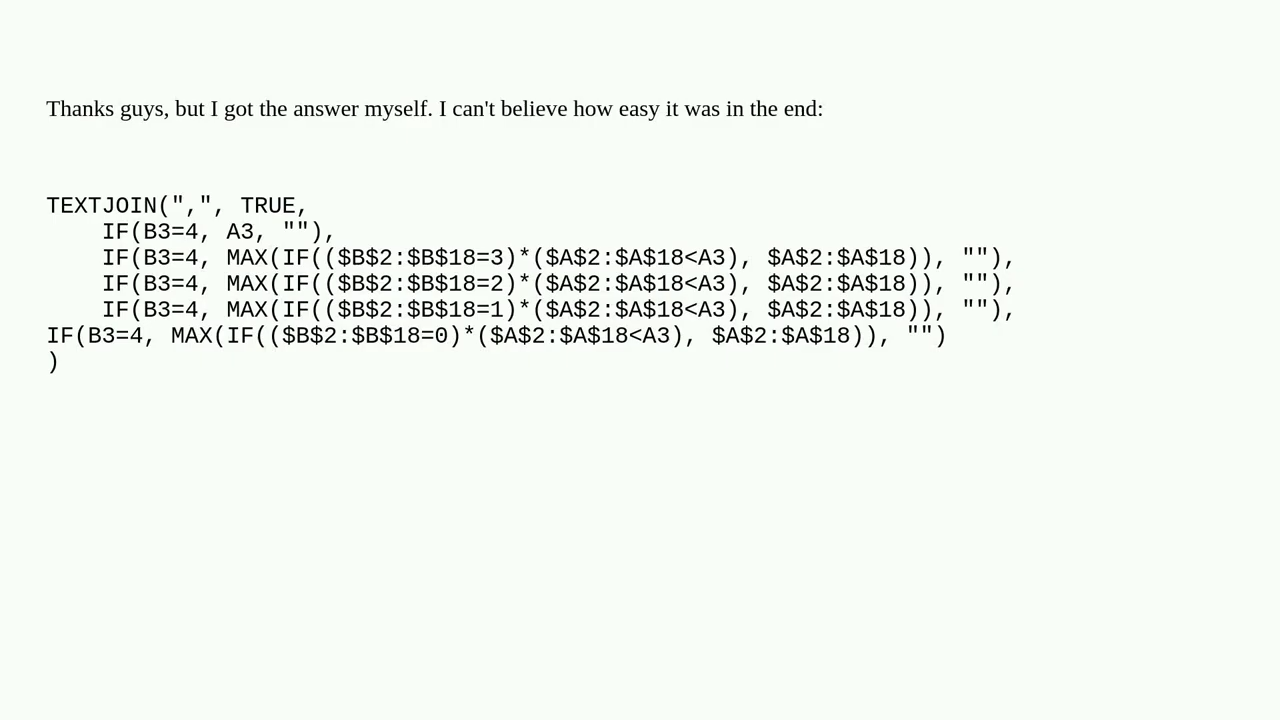 Thanks guys, but I got the answer myself. I can't believe how easy it was in the end:
TEXTJOIN(",", TRUE,
    IF(B3=4, A3, ""),
    IF(B3=4, MAX(IF(($B$2:$B$18=3)*($A$2:$A$18<A3), $A$2:$A$18)), ""),
    IF(B3=4, MAX(IF(($B$2:$B$18=2)*($A$2:$A$18<A3), $A$2:$A$18)), ""),
    IF(B3=4, MAX(IF(($B$2:$B$18=1)*($A$2:$A$18<A3), $A$2:$A$18)), ""),
IF(B3=4, MAX(IF(($B$2:$B$18=0)*($A$2:$A$18<A3), $A$2:$A$18)), "")
)